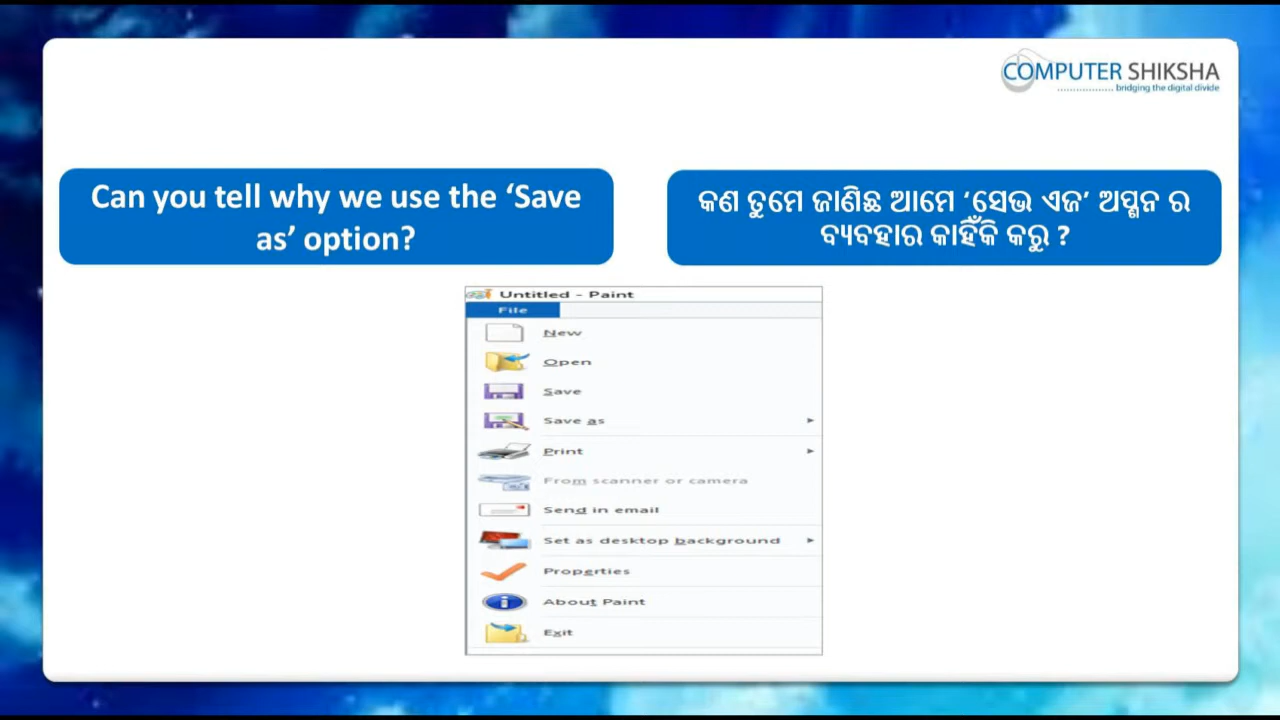 COMPUTER SHIKSHA
bridging the digital divide
Can you tell why we use the ‘Save
as’ option?
କଣ ତୁମେ ଜାଣିଛ ଆମେ ‘ସେଭ ଏଜ’ ଅପ୍ସନ ର
ବ୍ୟବହାର କାହିଁକି କରୁ ?
Untitled - Paint
File
New
Open
Save
Save as
Print
From scanner or camera
Send in email
Set as desktop background
Properties
About Paint
Exit